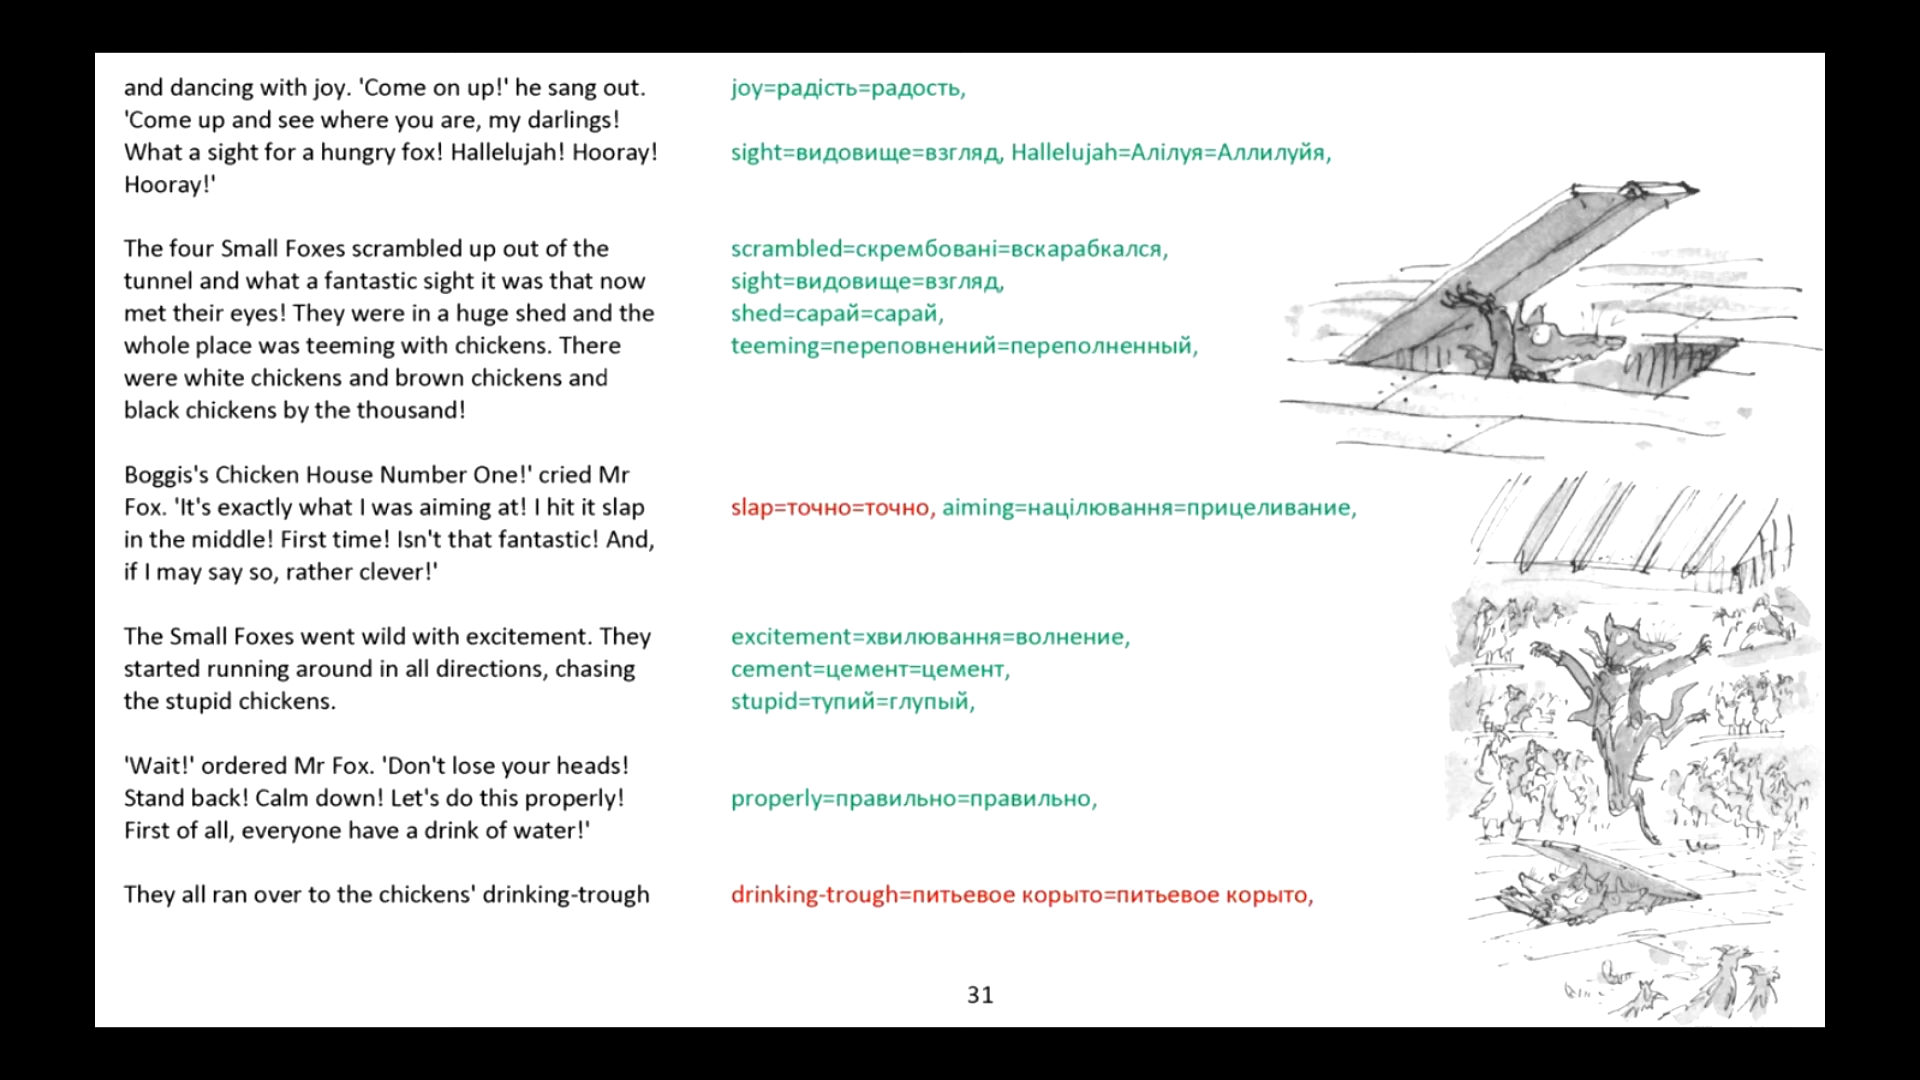 and dancing with joy. 'Come on up!' he sang out.
joy=радість=радость,
'Come up and see where you are, my darlings!
What a sight for a hungry fox! Hallelujah! Hooray!
sight=видовище=взгляд, Hallelujah=Алілуя=Аллилуйя,
Hooray!'
The four Small Foxes scrambled up out of the
scrambled=скрембовані=вскарабкался,
tunnel and what a fantastic sight it was that now
sight=видовище=взгляд,
met their eyes! They were in a huge shed and the
shed=сарай=сарай,
whole place was teeming with chickens. There
teeming=переповнений=переполненный,
were white chickens and brown chickens and
black chickens by the thousand!
Boggis's Chicken House Number One!' cried Mr
Fox. 'It's exactly what I was aiming at! I hit it slap
slap=точно=точно, aiming=націлювання=прицеливание,
in the middle! First time! Isn't that fantastic! And,
if I may say so, rather clever!'
The Small Foxes went wild with excitement. They
excitement=хвилювання=волнение,
started running around in all directions, chasing
cement=цемент=цемент,
the stupid chickens.
stupid=тупий=глупый,
'Wait!' ordered Mr Fox. 'Don't lose your heads!
Stand back! Calm down! Let's do this properly!
properly=правильно=правильно,
First of all, everyone have a drink of water!'
They all ran over to the chickens' drinking-trough
drinking-trough=питьевое корыто=питьевое корыто,
31